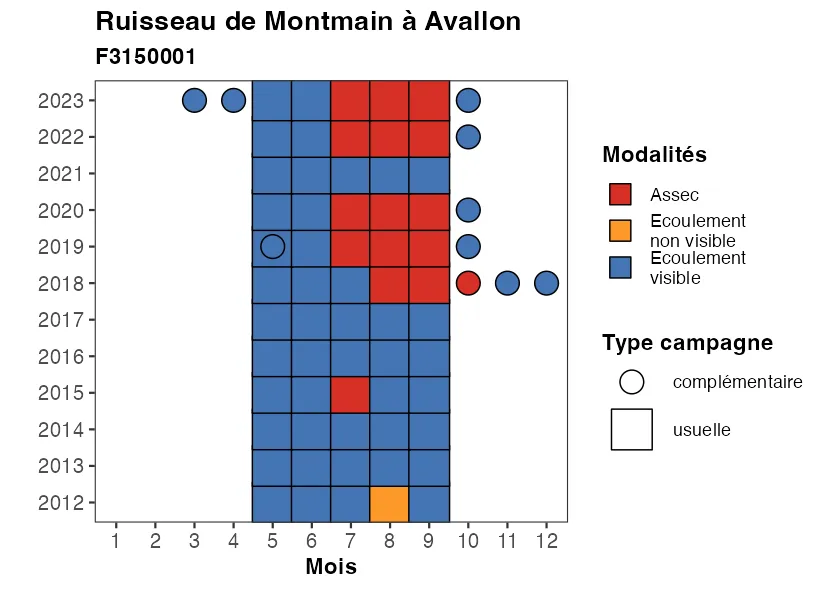 Ruisseau de Montmain à Avallon
F3150001
2023
2022
2021
2020
2019
2018
2017
2016
2015
2014
2013
2012
1 2 3 4 5 6 7 8 9 10 11 12
Mois
Modalités
Assec
Ecoulement
non visible
Ecoulement
visible
Type campagne
complémentaire
usuelle